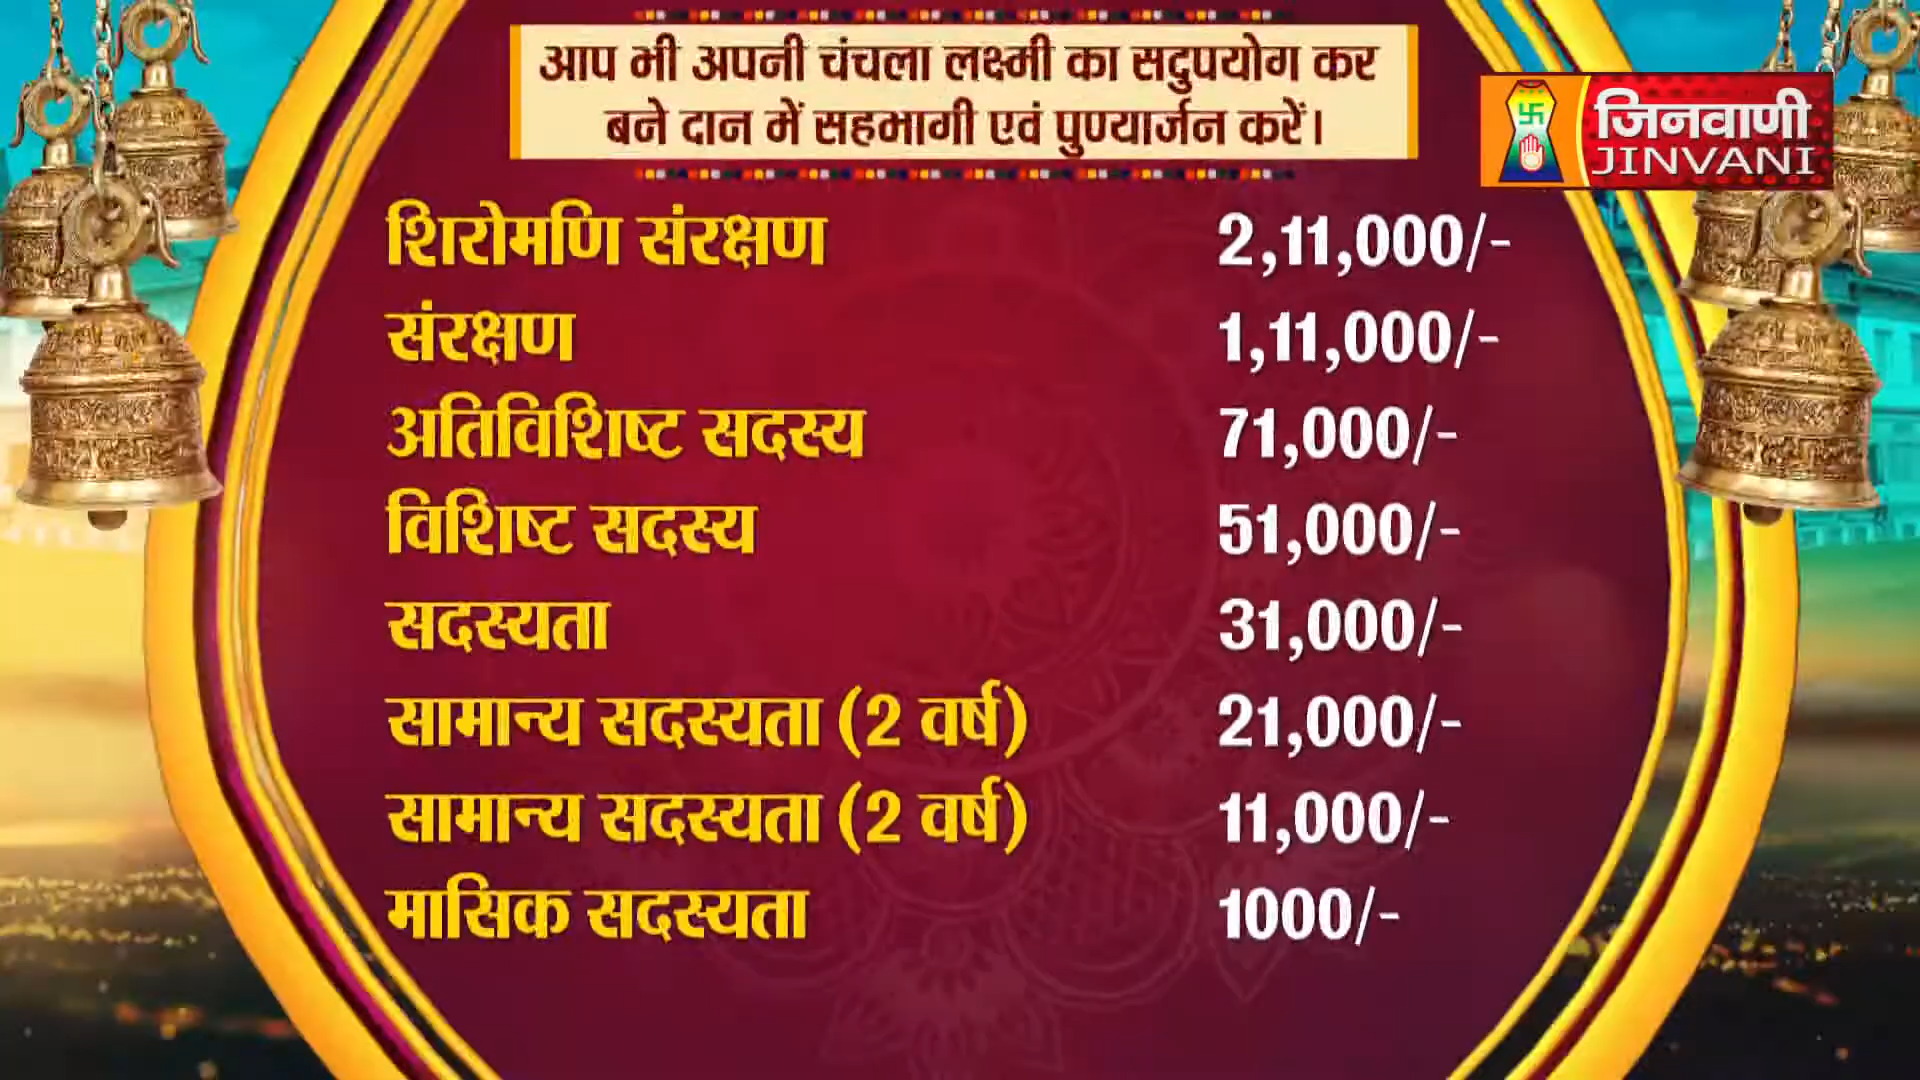 आप भी अपनी चंचला लक्ष्मी का सदुपयोग कर
बने दान में सहभागी एवं पुण्यार्जन करें।
जिनवाणी
JINVANI
शिरोमणि संरक्षण 2,11,000/-
संरक्षण 1,11,000/-
अतिविशिष्ट सदस्य 71,000/-
विशिष्ट सदस्य 51,000/-
सदस्यता 31,000/-
सामान्य सदस्यता (2 वर्ष) 21,000/-
सामान्य सदस्यता (2 वर्ष) 11,000/-
मासिक सदस्यता 1000/-